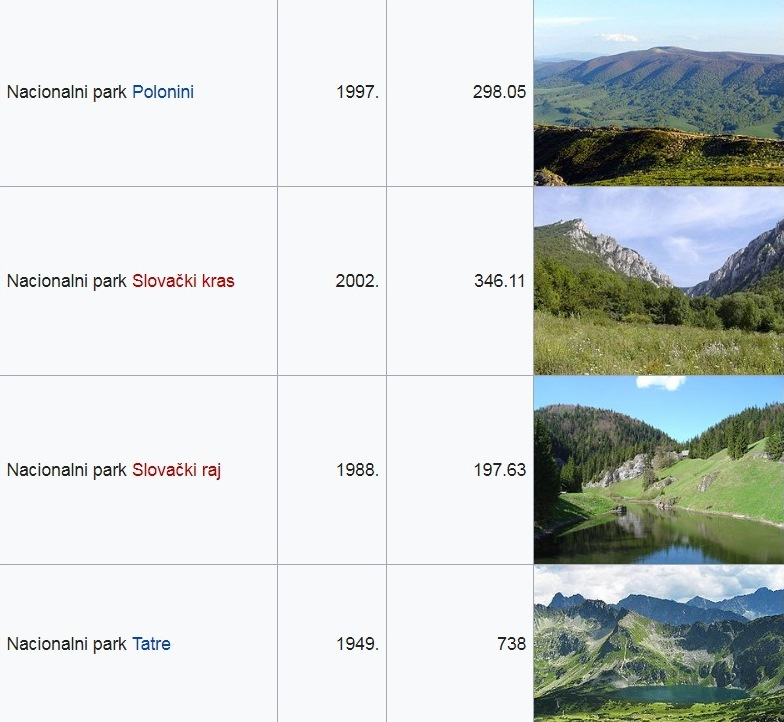 Nacionalni park Polonini 1997. 298.05
Nacionalni park Slovački kras 2002. 346.11
Nacionalni park Slovački raj 1988. 197.63
Nacionalni park Tatre 1949. 738